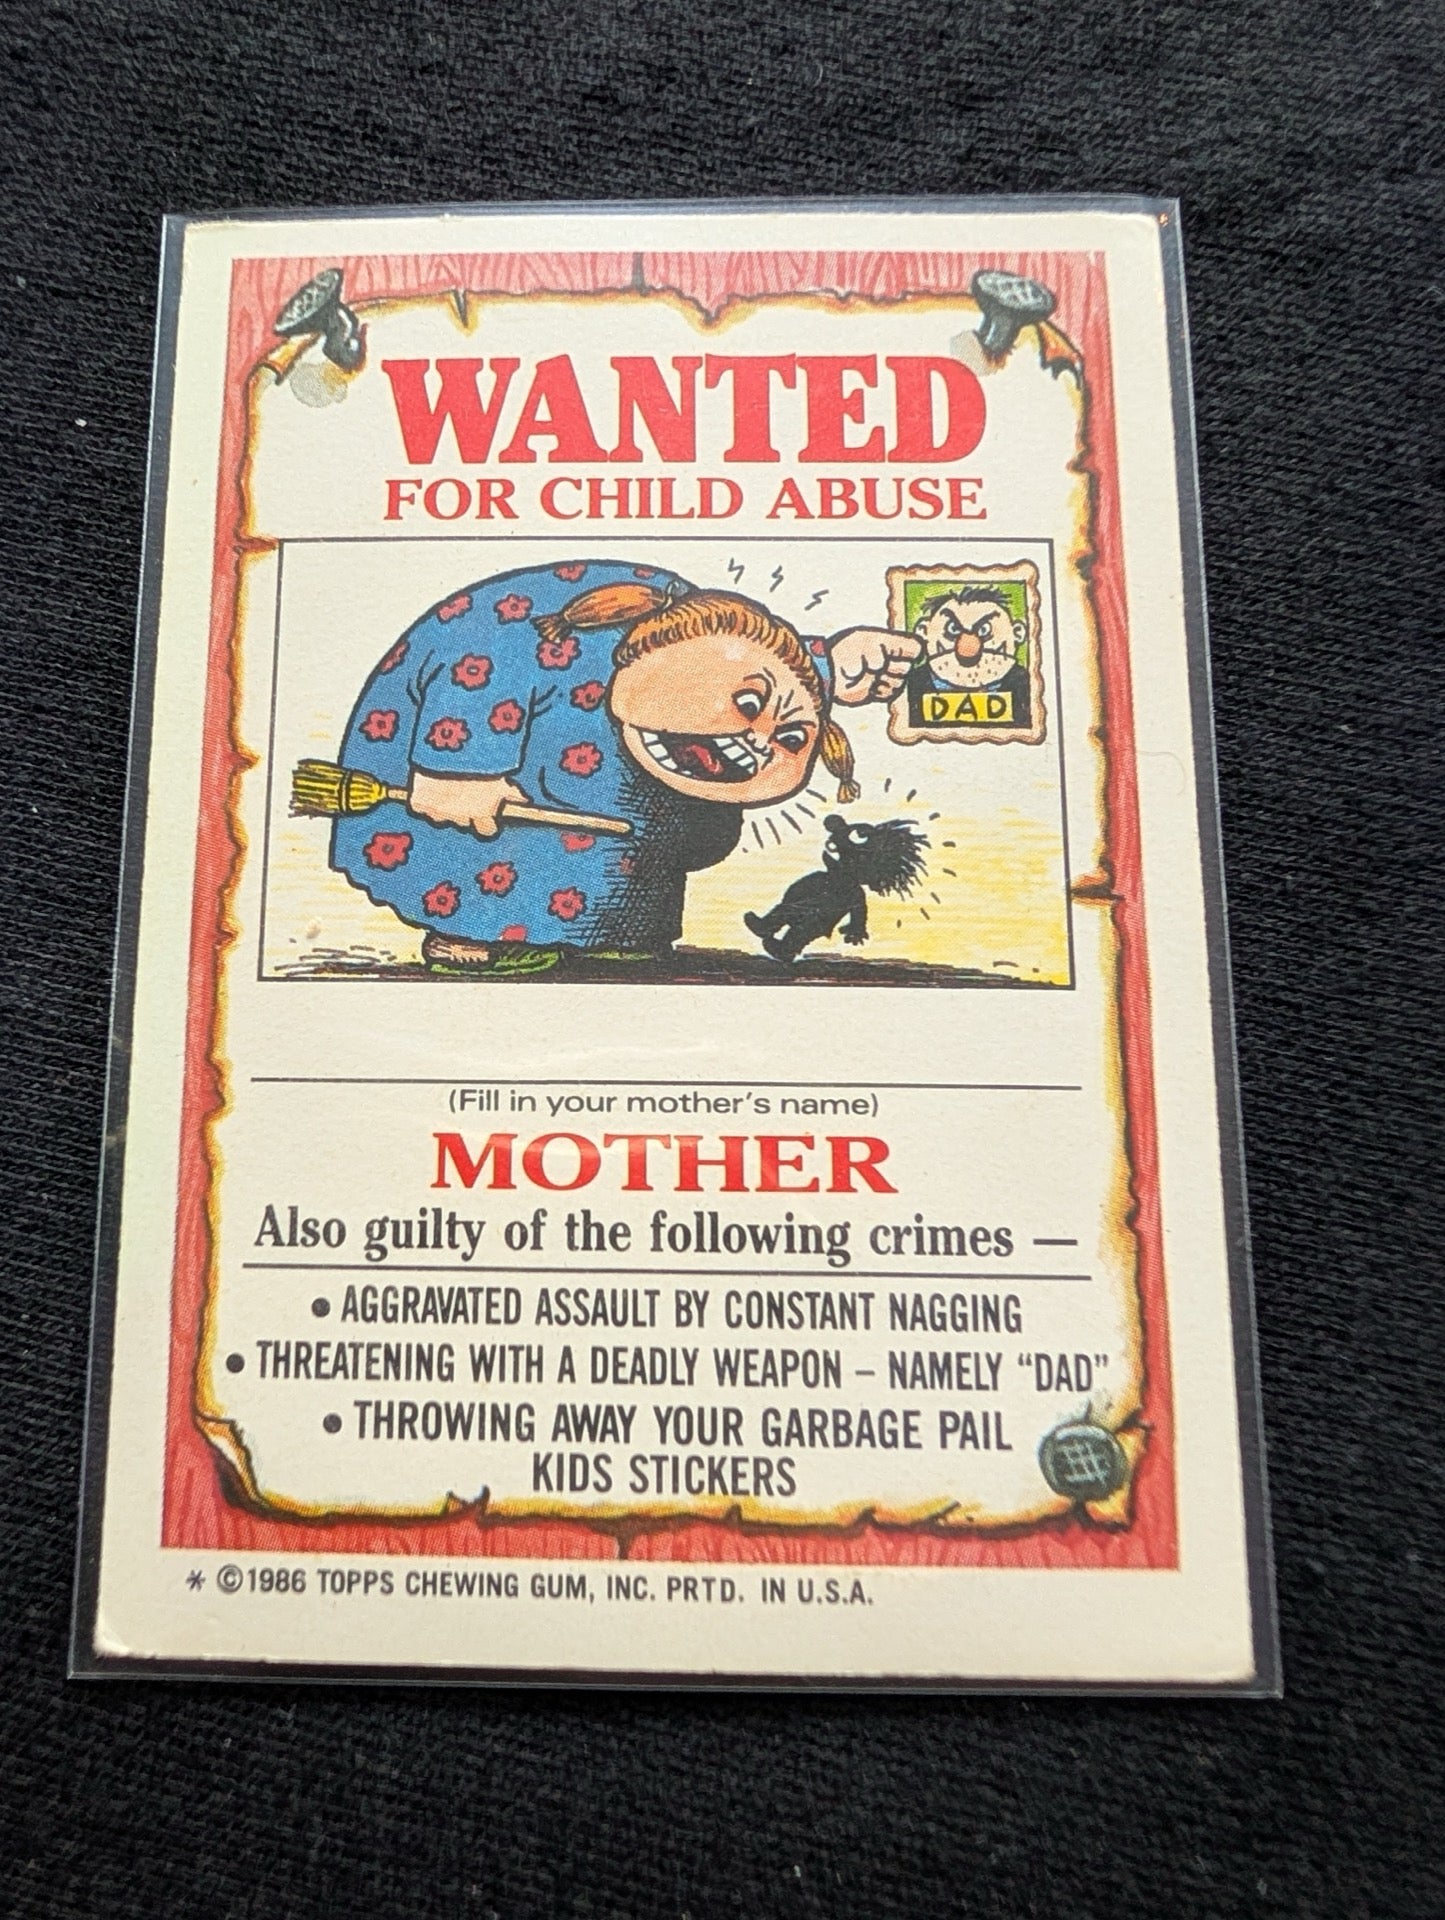 WANTED
FOR CHILD ABUSE
DAD
(Fill in your mother's name)
MOTHER
Also guilty of the following crimes —
• AGGRAVATED ASSAULT BY CONSTANT NAGGING
• THREATENING WITH A DEADLY WEAPON – NAMELY “DAD”
• THROWING AWAY YOUR GARBAGE PAIL
KIDS STICKERS
* ©1986 TOPPS CHEWING GUM, INC. PRTD. IN U.S.A.